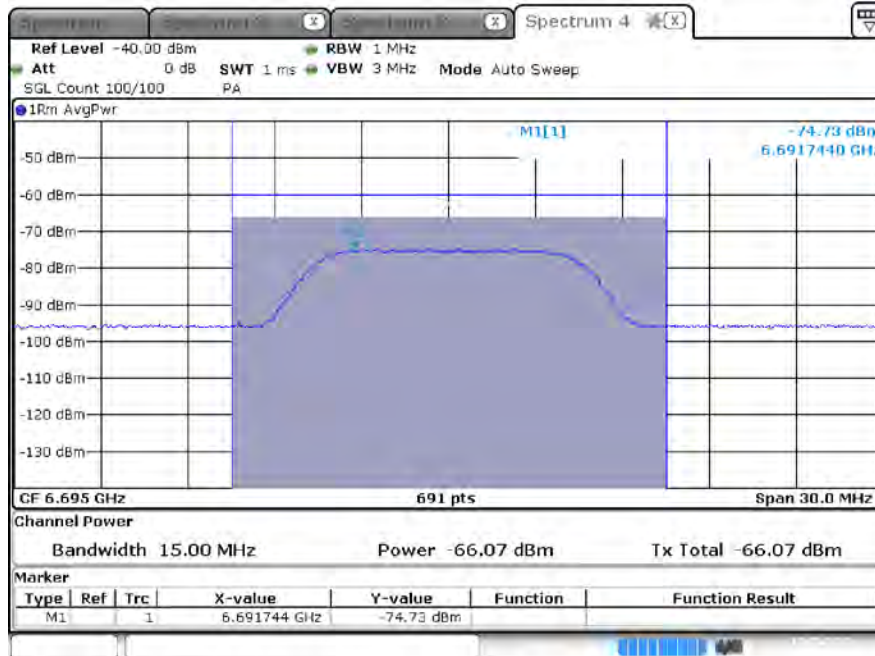 Spectrum 4
Ref Level -40.00 dBm RBW 1 MHz
Att 0 dB SWT 1 ms VBW 3 MHz Mode Auto Sweep
SGL Count 100/100 PA
1Rm AvgPwr
M1[1] -74.73 dBm
6.6917440 GHz
-50 dBm
-60 dBm
-70 dBm
-80 dBm
-90 dBm
-100 dBm
-110 dBm
-120 dBm
-130 dBm
CF 6.695 GHz 691 pts Span 30.0 MHz
Channel Power
Bandwidth 15.00 MHz Power -66.07 dBm Tx Total -66.07 dBm
Marker
Type Ref Trc X-value Y-value Function Function Result
M1 1 6.691744 GHz -74.73 dBm